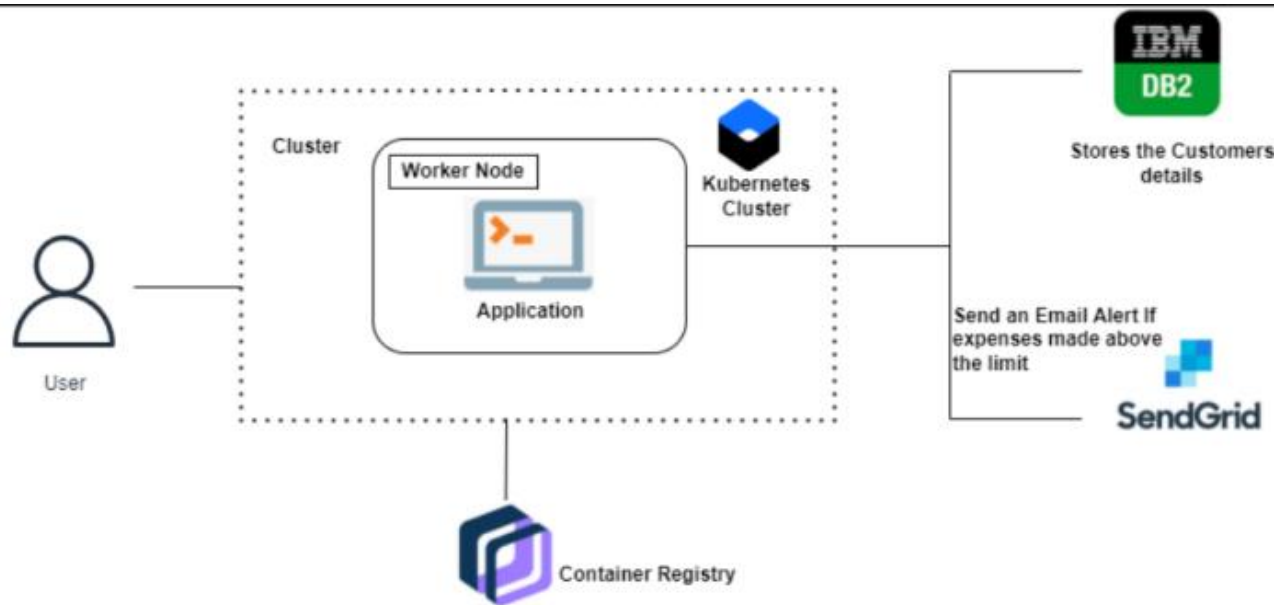 IBM
DB2
Stores the Customers
details
Cluster
Worker Node
Kubernetes
Cluster
Application
User
Send an Email Alert If
expenses made above
the limit
SendGrid
Container Registry